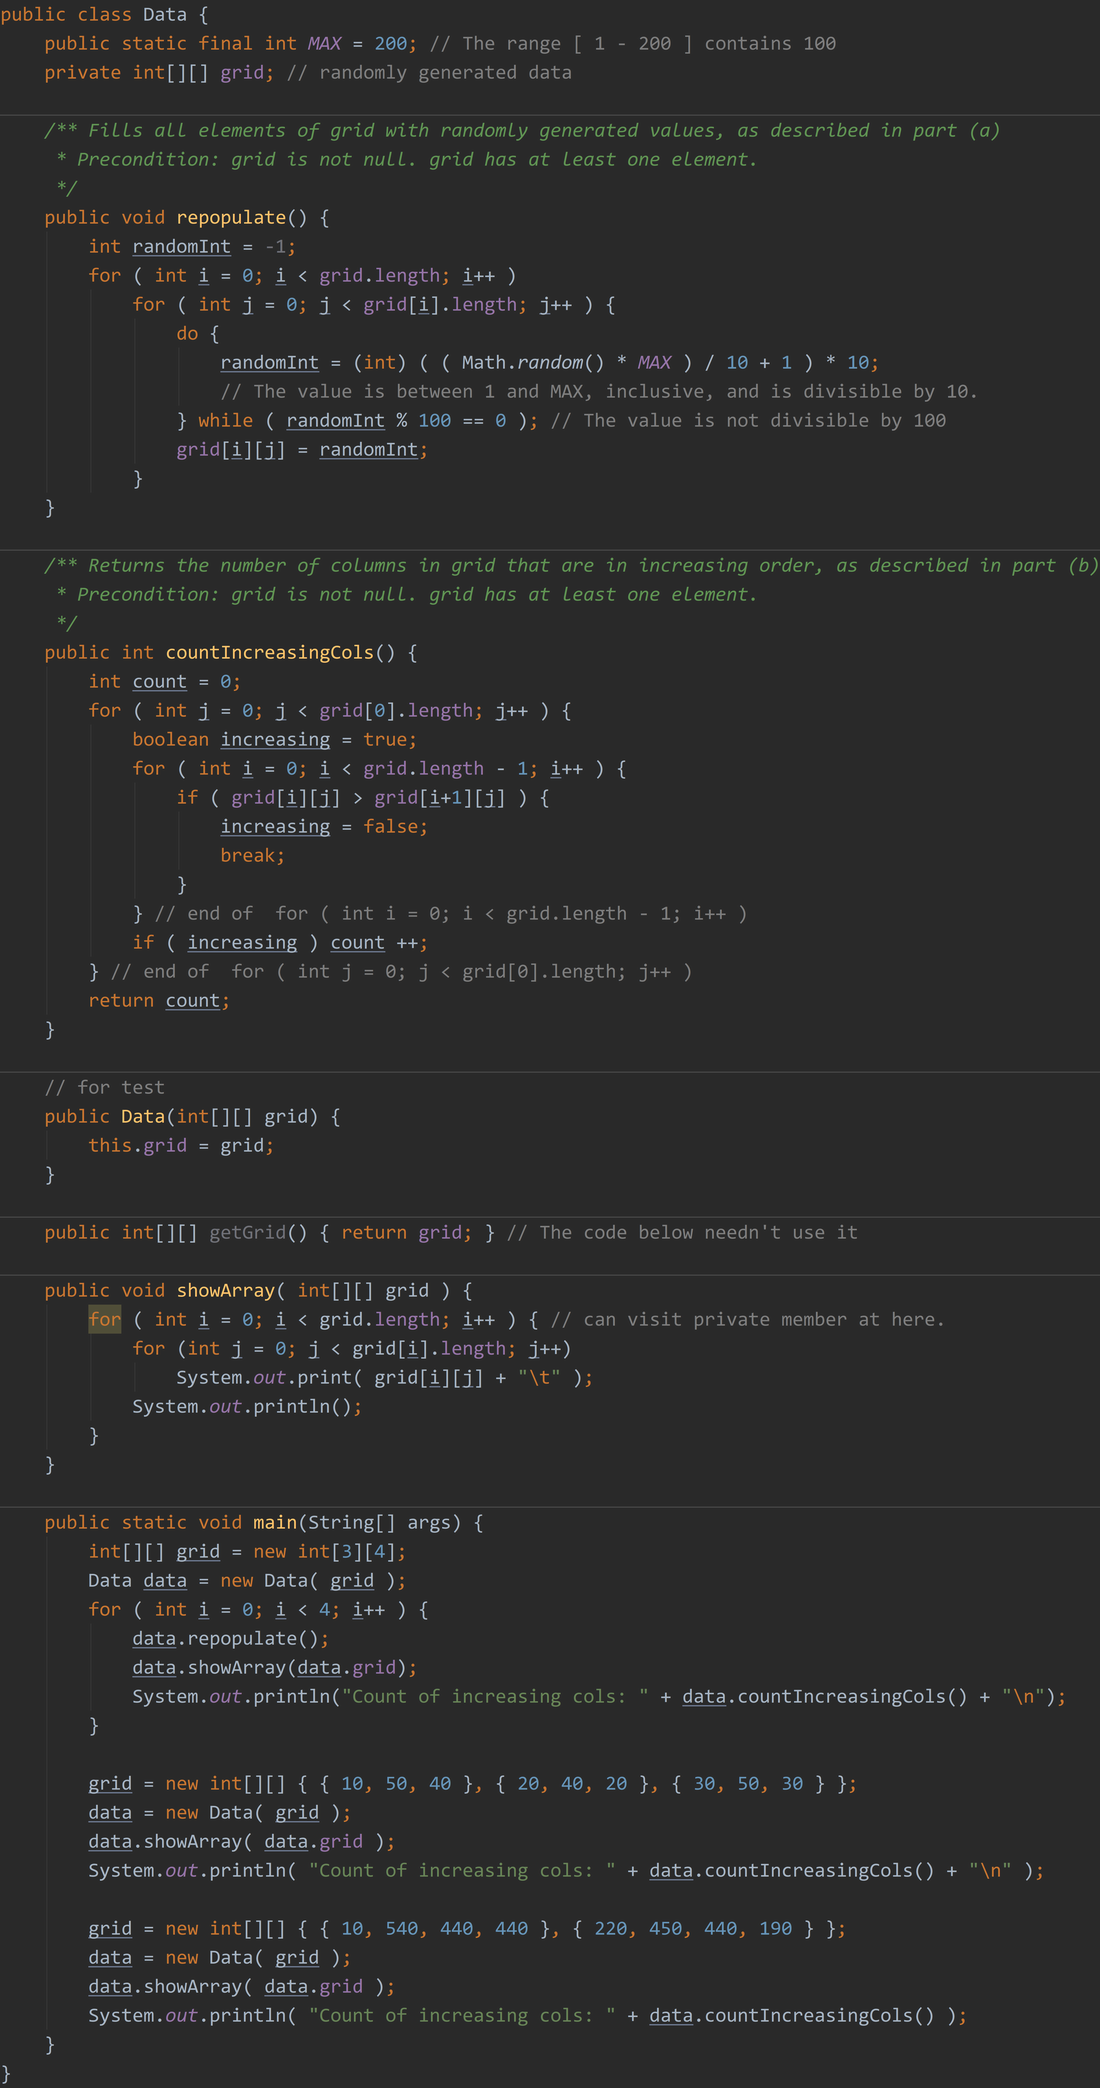 public class Data {
    public static final int MAX = 200; // The range [ 1 - 200 ] contains 100
    private int[][] grid; // randomly generated data

    /** Fills all elements of grid with randomly generated values, as described in part (a)
     * Precondition: grid is not null. grid has at least one element.
     */
    public void repopulate() {
        int randomInt = -1;
        for ( int i = 0; i < grid.length; i++ )
            for ( int j = 0; j < grid[i].length; j++ ) {
                do {
                    randomInt = (int) ( ( Math.random() * MAX ) / 10 + 1 ) * 10;
                    // The value is between 1 and MAX, inclusive, and is divisible by 10.
                } while ( randomInt % 100 == 0 ); // The value is not divisible by 100
                grid[i][j] = randomInt;
            }
    }

    /** Returns the number of columns in grid that are in increasing order, as described in part (b)
     * Precondition: grid is not null. grid has at least one element.
     */
    public int countIncreasingCols() {
        int count = 0;
        for ( int j = 0; j < grid[0].length; j++ ) {
            boolean increasing = true;
            for ( int i = 0; i < grid.length - 1; i++ ) {
                if ( grid[i][j] > grid[i+1][j] ) {
                    increasing = false;
                    break;
                }
            } // end of  for ( int i = 0; i < grid.length - 1; i++ )
            if ( increasing ) count ++;
        } // end of  for ( int j = 0; j < grid[0].length; j++ )
        return count;
    }

    // for test
    public Data(int[][] grid) {
        this.grid = grid;
    }

    public int[][] getGrid() { return grid; } // The code below needn't use it

    public void showArray( int[][] grid ) {
        for ( int i = 0; i < grid.length; i++ ) { // can visit private member at here.
            for (int j = 0; j < grid[i].length; j++)
                System.out.print( grid[i][j] + "\t" );
            System.out.println();
        }
    }

    public static void main(String[] args) {
        int[][] grid = new int[3][4];
        Data data = new Data( grid );
        for ( int i = 0; i < 4; i++ ) {
            data.repopulate();
            data.showArray(data.grid);
            System.out.println("Count of increasing cols: " + data.countIncreasingCols() + "\n");
        }

        grid = new int[][] { { 10, 50, 40 }, { 20, 40, 20 }, { 30, 50, 30 } };
        data = new Data( grid );
        data.showArray( data.grid );
        System.out.println( "Count of increasing cols: " + data.countIncreasingCols() + "\n" );

        grid = new int[][] { { 10, 540, 440, 440 }, { 220, 450, 440, 190 } };
        data = new Data( grid );
        data.showArray( data.grid );
        System.out.println( "Count of increasing cols: " + data.countIncreasingCols() );
    }
}